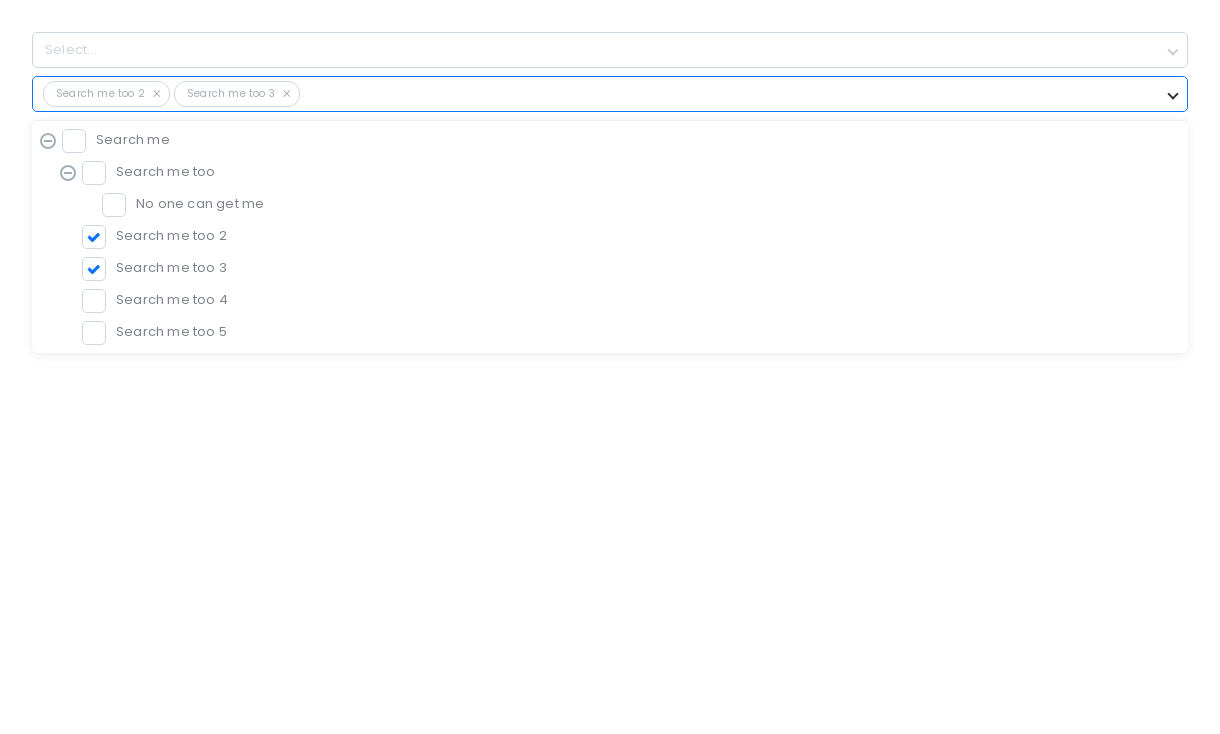 Select...
Search me too 2 Search me too 3
Search me
Search me too
No one can get me
Search me too 2
Search me too 3
Search me too 4
Search me too 5